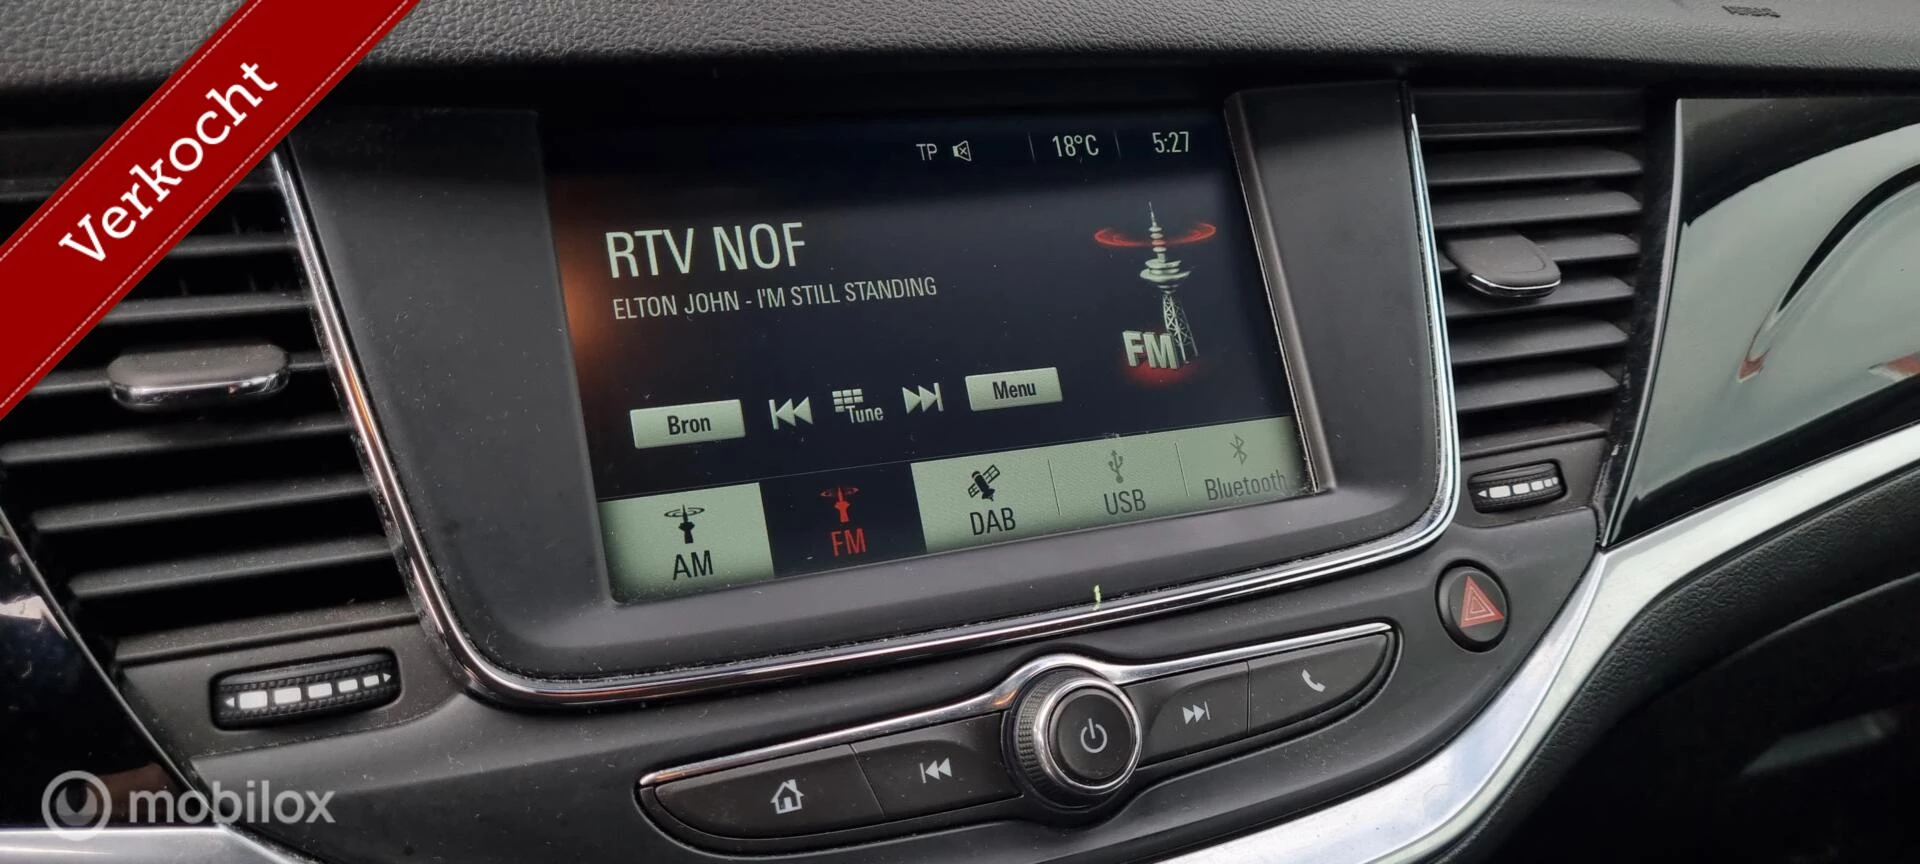 Verkocht
TP 18°C 5:27
RTV NOF
ELTON JOHN - I'M STILL STANDING
FM
Bron Tune Menu
AM FM DAB USB Bluetooth
mobilox